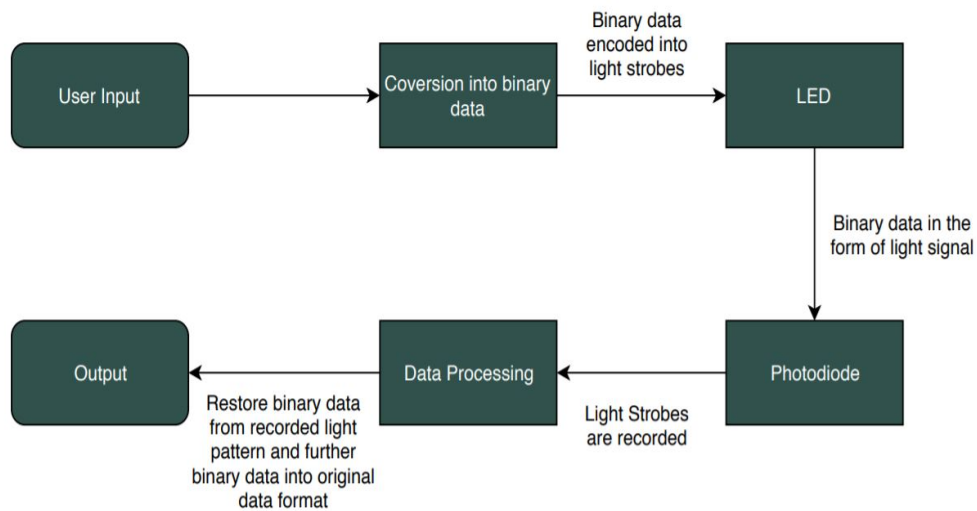 User Input
Coversion into binary
data
Binary data
encoded into
light strobes
LED
Binary data in the
form of light signal
Photodiode
Light Strobes
are recorded
Data Processing
Restore binary data
from recorded light
pattern and further
binary data into original
data format
Output